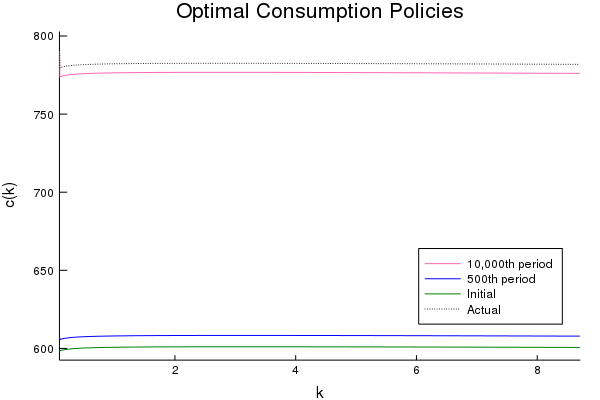 Optimal Consumption Policies
800
750
700
650
600
c(k)
10,000th period
500th period
Initial
Actual
2 4 6 8
k